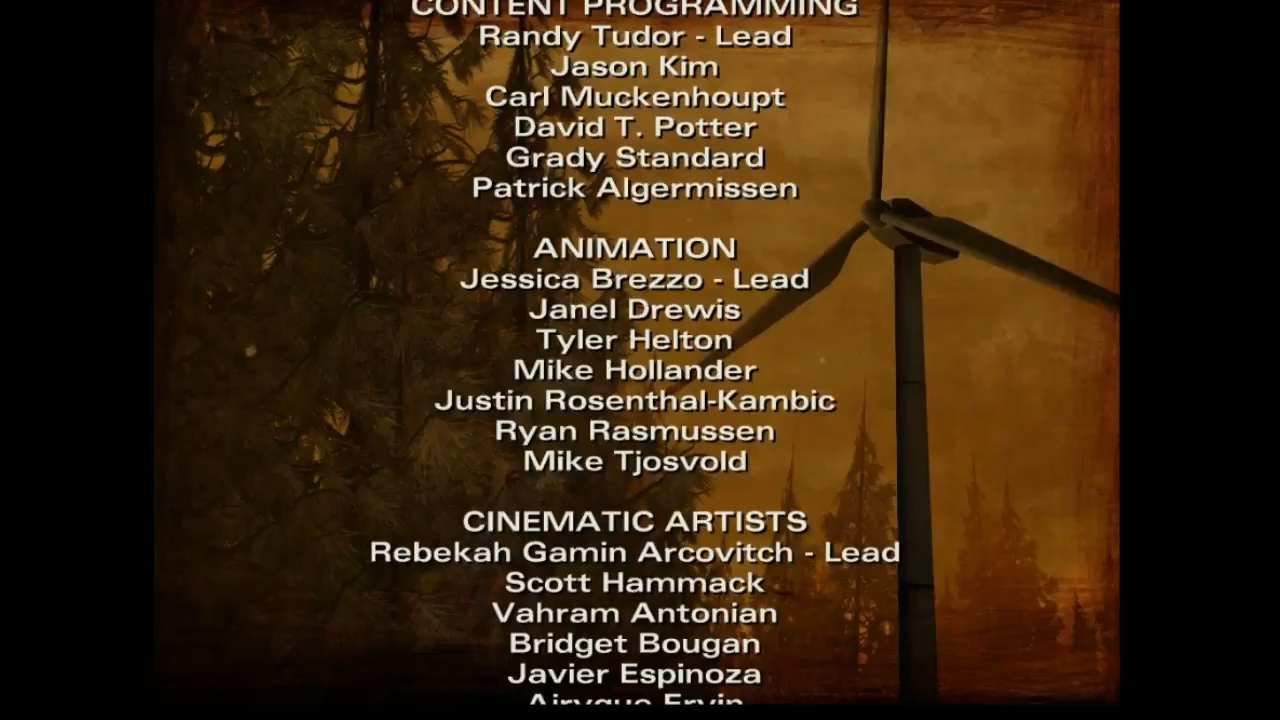 CONTENT PROGRAMMING
Randy Tudor - Lead
Jason Kim
Carl Muckenhoupt
David T. Potter
Grady Standard
Patrick Algermissen
ANIMATION
Jessica Brezzo - Lead
Janel Drewis
Tyler Helton
Mike Hollander
Justin Rosenthal-Kambic
Ryan Rasmussen
Mike Tjosvold
CINEMATIC ARTISTS
Rebekah Gamin Arcovitch - Lead
Scott Hammack
Vahram Antonian
Bridget Bougan
Javier Espinoza
Ervin